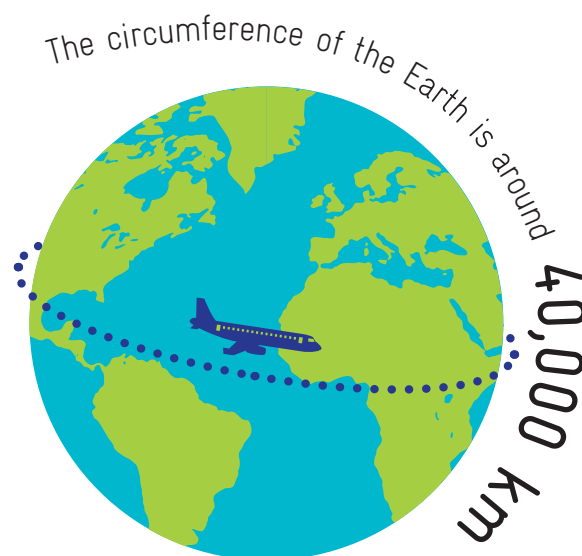 The circumference of the Earth is around
40,000 km